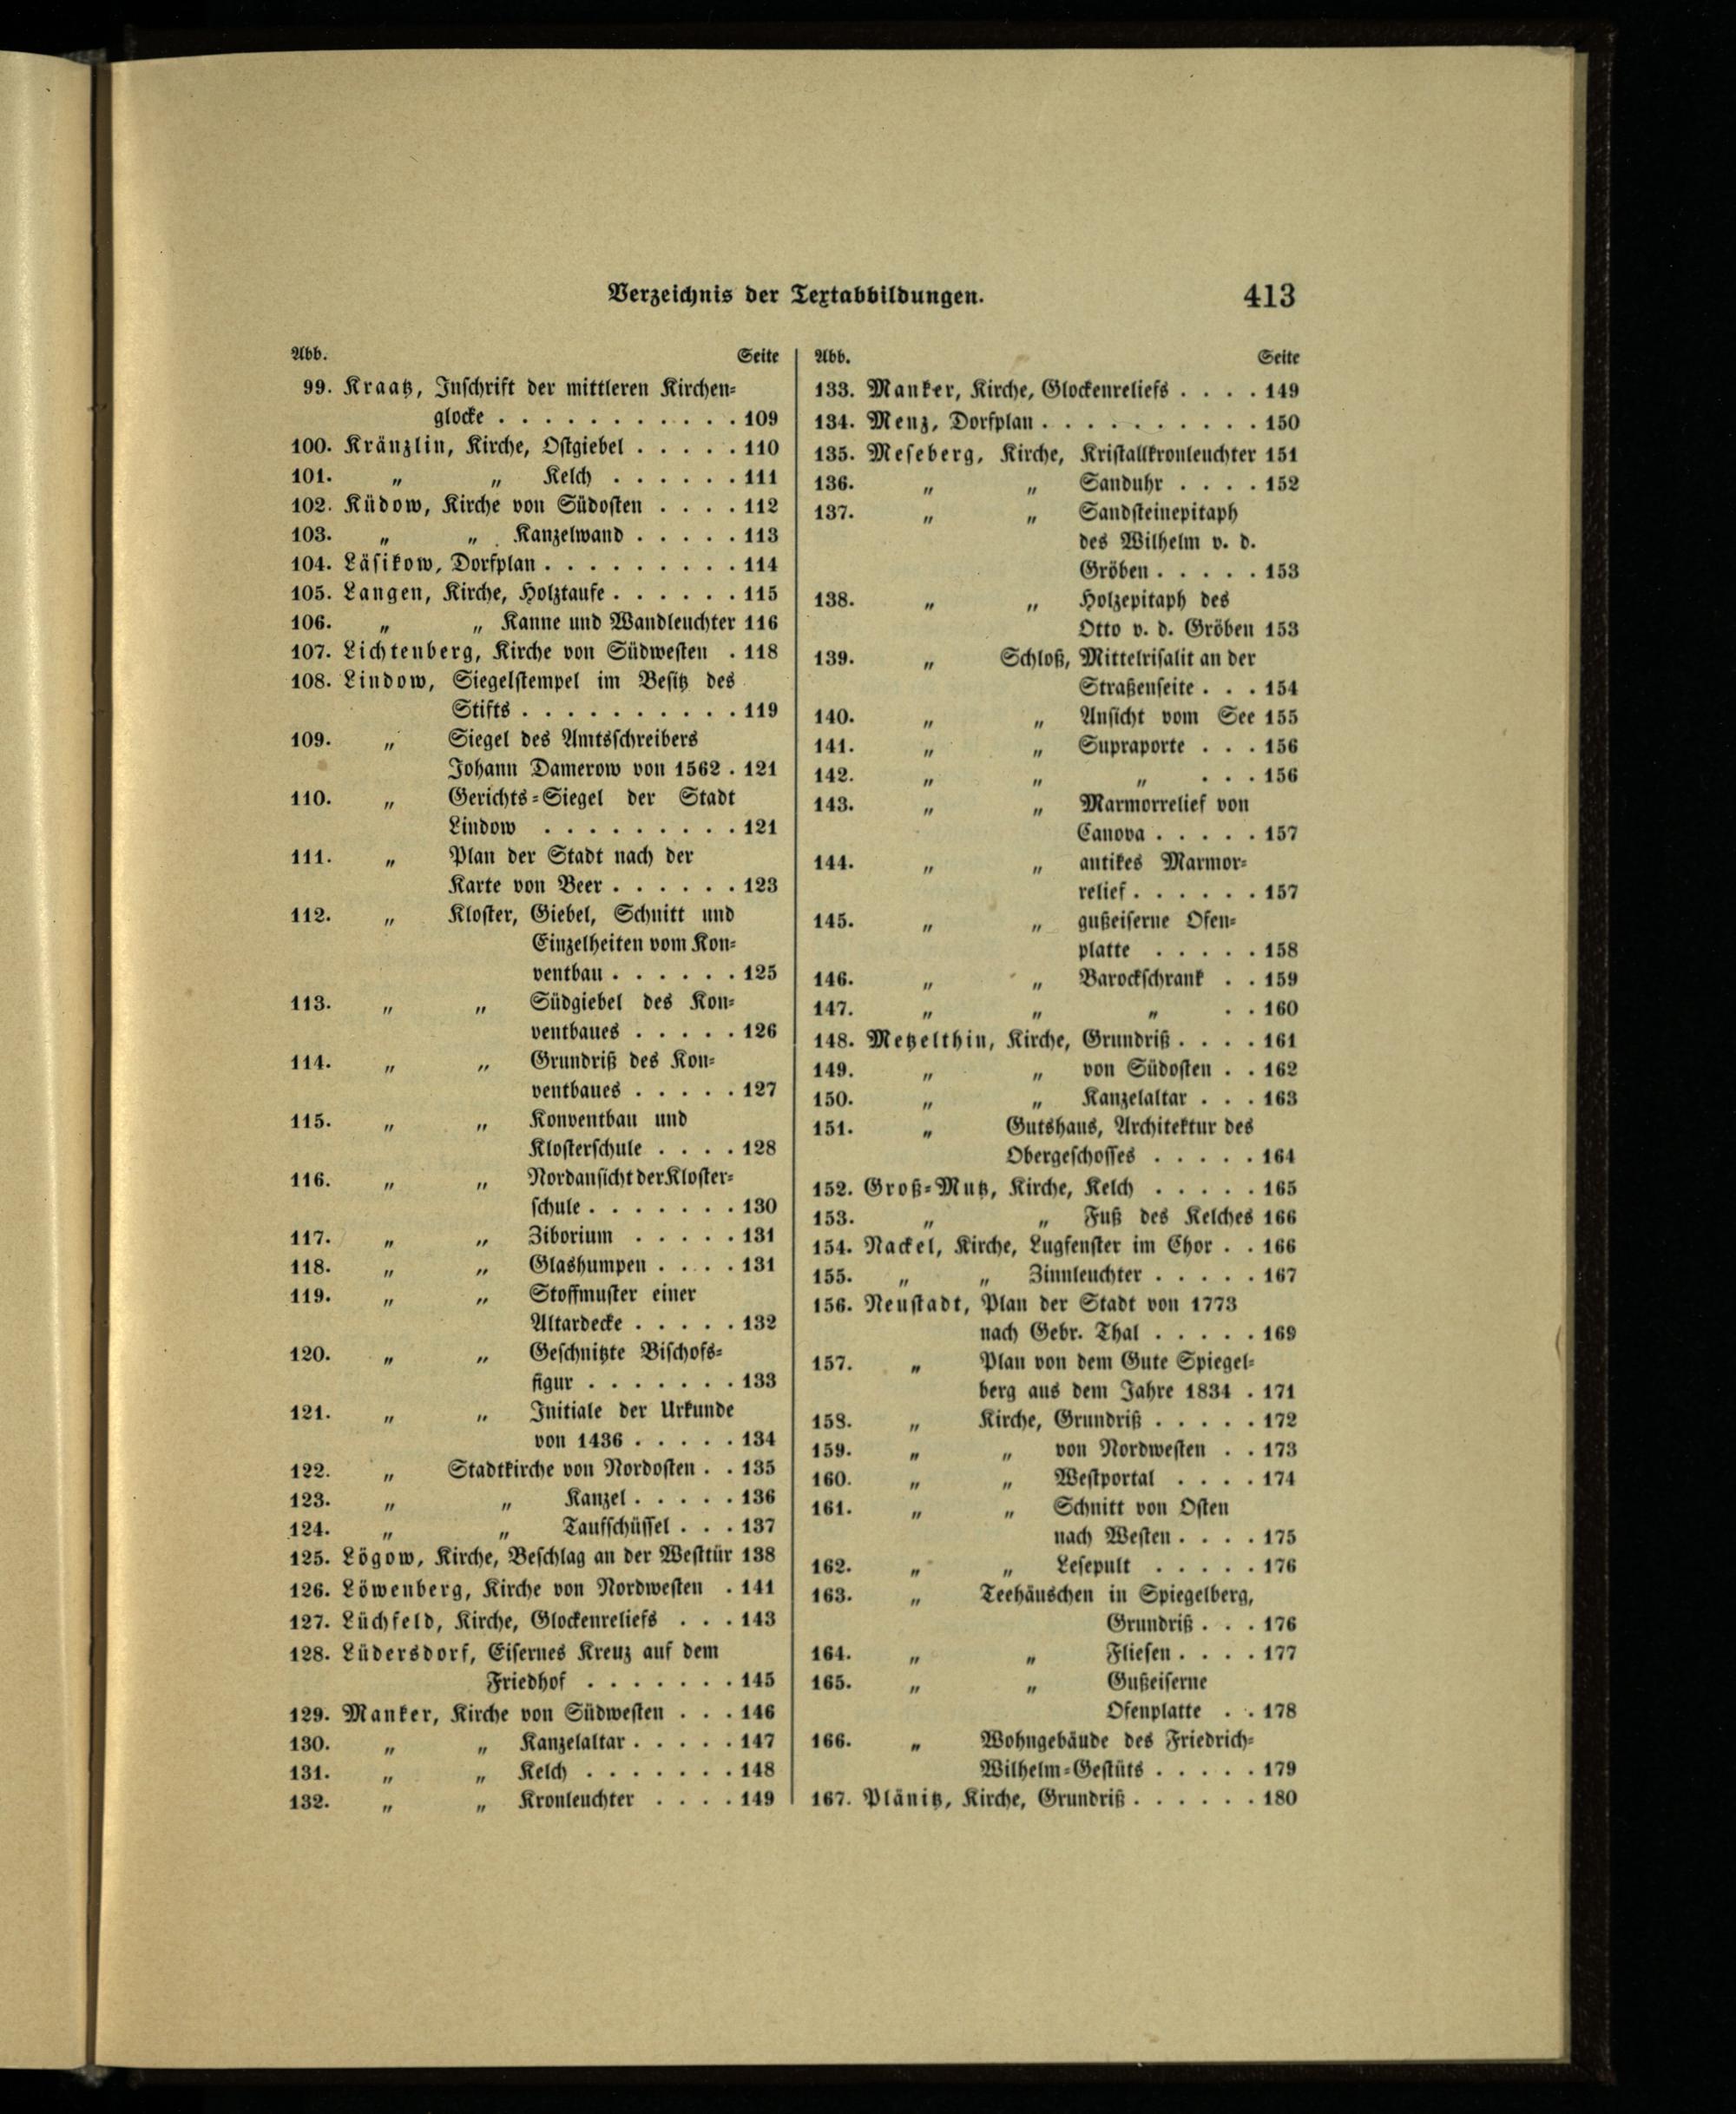 Verzeichnis der Textabbildungen. 413
Abb. Seite
99. Kraatz, Inschrift der mittleren Kirchen-
glocke . . . . . . . . . . . 109
100. Kränzlin, Kirche, Ostgiebel . . . . . 110
101. „ „ Kelch . . . . . . 111
102. Küdow, Kirche von Südosten . . . . 112
103. „ „ Kanzelwand . . . . . 113
104. Läsikow, Dorfplan . . . . . . . . . 114
105. Langen, Kirche, Holztaufe . . . . . . 115
106. „ „ Kanne und Wandleuchter 116
107. Lichtenberg, Kirche von Südwesten . 118
108. Lindow, Siegelstempel im Besitz des
Stifts . . . . . . . . . . 119
109. „ Siegel des Amtsschreibers
Johann Damerow von 1562 . 121
110. „ Gerichts-Siegel der Stadt
Lindow . . . . . . . . . 121
111. „ Plan der Stadt nach der
Karte von Beer . . . . . . 123
112. „ Kloster, Giebel, Schnitt und
Einzelheiten vom Kon-
ventbau . . . . . . 125
113. „ „ Südgiebel des Kon-
ventbaues . . . . . 126
114. „ „ Grundriß des Kon-
ventbaues . . . . . 127
115. „ „ Konventbau und
Klosterschule . . . . 128
116. „ „ Nordansicht der Kloster-
schule . . . . . . . 130
117. „ „ Ziborium . . . . . 131
118. „ „ Glashumpen . . . . 131
119. „ „ Stoffmuster einer
Altardecke . . . . . 132
120. „ „ Geschnitzte Bischofs-
figur . . . . . . . 133
121. „ „ Initiale der Urkunde
von 1436 . . . . . 134
122. „ Stadtkirche von Nordosten . . 135
123. „ „ Kanzel . . . . . 136
124. „ „ Taufschüssel . . . 137
125. Lögow, Kirche, Beschlag an der Westtür 138
126. Löwenberg, Kirche von Nordwesten . 141
127. Lüchfeld, Kirche, Glockenreliefs . . . 143
128. Lüdersdorf, Eisernes Kreuz auf dem
Friedhof . . . . . . . 145
129. Manker, Kirche von Südwesten . . . 146
130. „ „ Kanzelaltar . . . . . 147
131. „ „ Kelch . . . . . . . 148
132. „ „ Kronleuchter . . . . 149
Abb. Seite
133. Manker, Kirche, Glockenreliefs . . . . 149
134. Menz, Dorfplan . . . . . . . . . . 150
135. Meseberg, Kirche, Kristallkronleuchter 151
136. „ „ Sanduhr . . . . 152
137. „ „ Sandsteinepitaph
des Wilhelm v. d.
Gröben . . . . . 153
138. „ „ Holzepitaph des
Otto v. d. Gröben 153
139. „ Schloß, Mittelrisalit an der
Straßenseite . . . 154
140. „ „ Ansicht vom See 155
141. „ „ Supraporte . . . 156
142. „ „ „ . . . 156
143. „ „ Marmorrelief von
Canova . . . . . 157
144. „ „ antikes Marmor-
relief . . . . . . 157
145. „ „ gußeiserne Ofen-
platte . . . . . 158
146. „ „ Barockschrank . . 159
147. „ „ „ . . 160
148. Metzelthin, Kirche, Grundriß . . . . 161
149. „ „ von Südosten . . 162
150. „ „ Kanzelaltar . . . 163
151. „ Gutshaus, Architektur des
Obergeschosses . . . . . 164
152. Groß-Mutz, Kirche, Kelch . . . . . 165
153. „ „ Fuß des Kelches 166
154. Nackel, Kirche, Lugfenster im Chor . . 166
155. „ „ Zinnleuchter . . . . . 167
156. Neustadt, Plan der Stadt von 1773
nach Gebr. Thal . . . . . 169
157. „ Plan von dem Gute Spiegel-
berg aus dem Jahre 1834 . 171
158. „ Kirche, Grundriß . . . . . 172
159. „ „ von Nordwesten . . 173
160. „ „ Westportal . . . . 174
161. „ „ Schnitt von Osten
nach Westen . . . . 175
162. „ „ Lesepult . . . . . 176
163. „ Teehäuschen in Spiegelberg,
Grundriß . . . 176
164. „ „ Fliesen . . . . 177
165. „ „ Gußeiserne
Ofenplatte . . 178
166. „ Wohngebäude des Friedrich-
Wilhelm-Gestüts . . . . . 179
167. Plänitz, Kirche, Grundriß . . . . . . 180